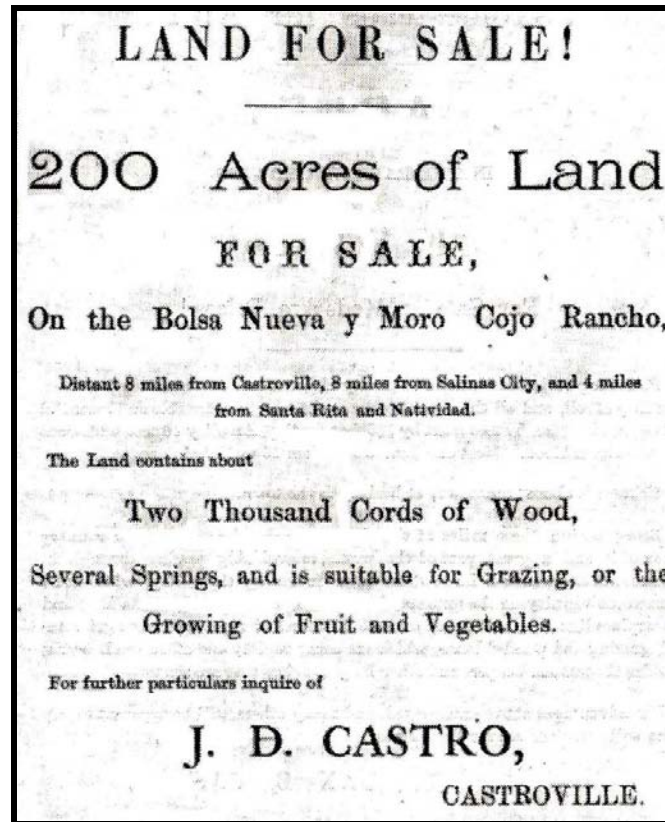 LAND FOR SALE!
200 Acres of Land
FOR SALE,
On the Bolsa Nueva y Moro Cojo Rancho,
Distant 8 miles from Castroville, 8 miles from Salinas City, and 4 miles
from Santa Rita and Natividad.
The Land contains about
Two Thousand Cords of Wood,
Several Springs, and is suitable for Grazing, or the
Growing of Fruit and Vegetables.
For further particulars inquire of
J. D. CASTRO,
CASTROVILLE.